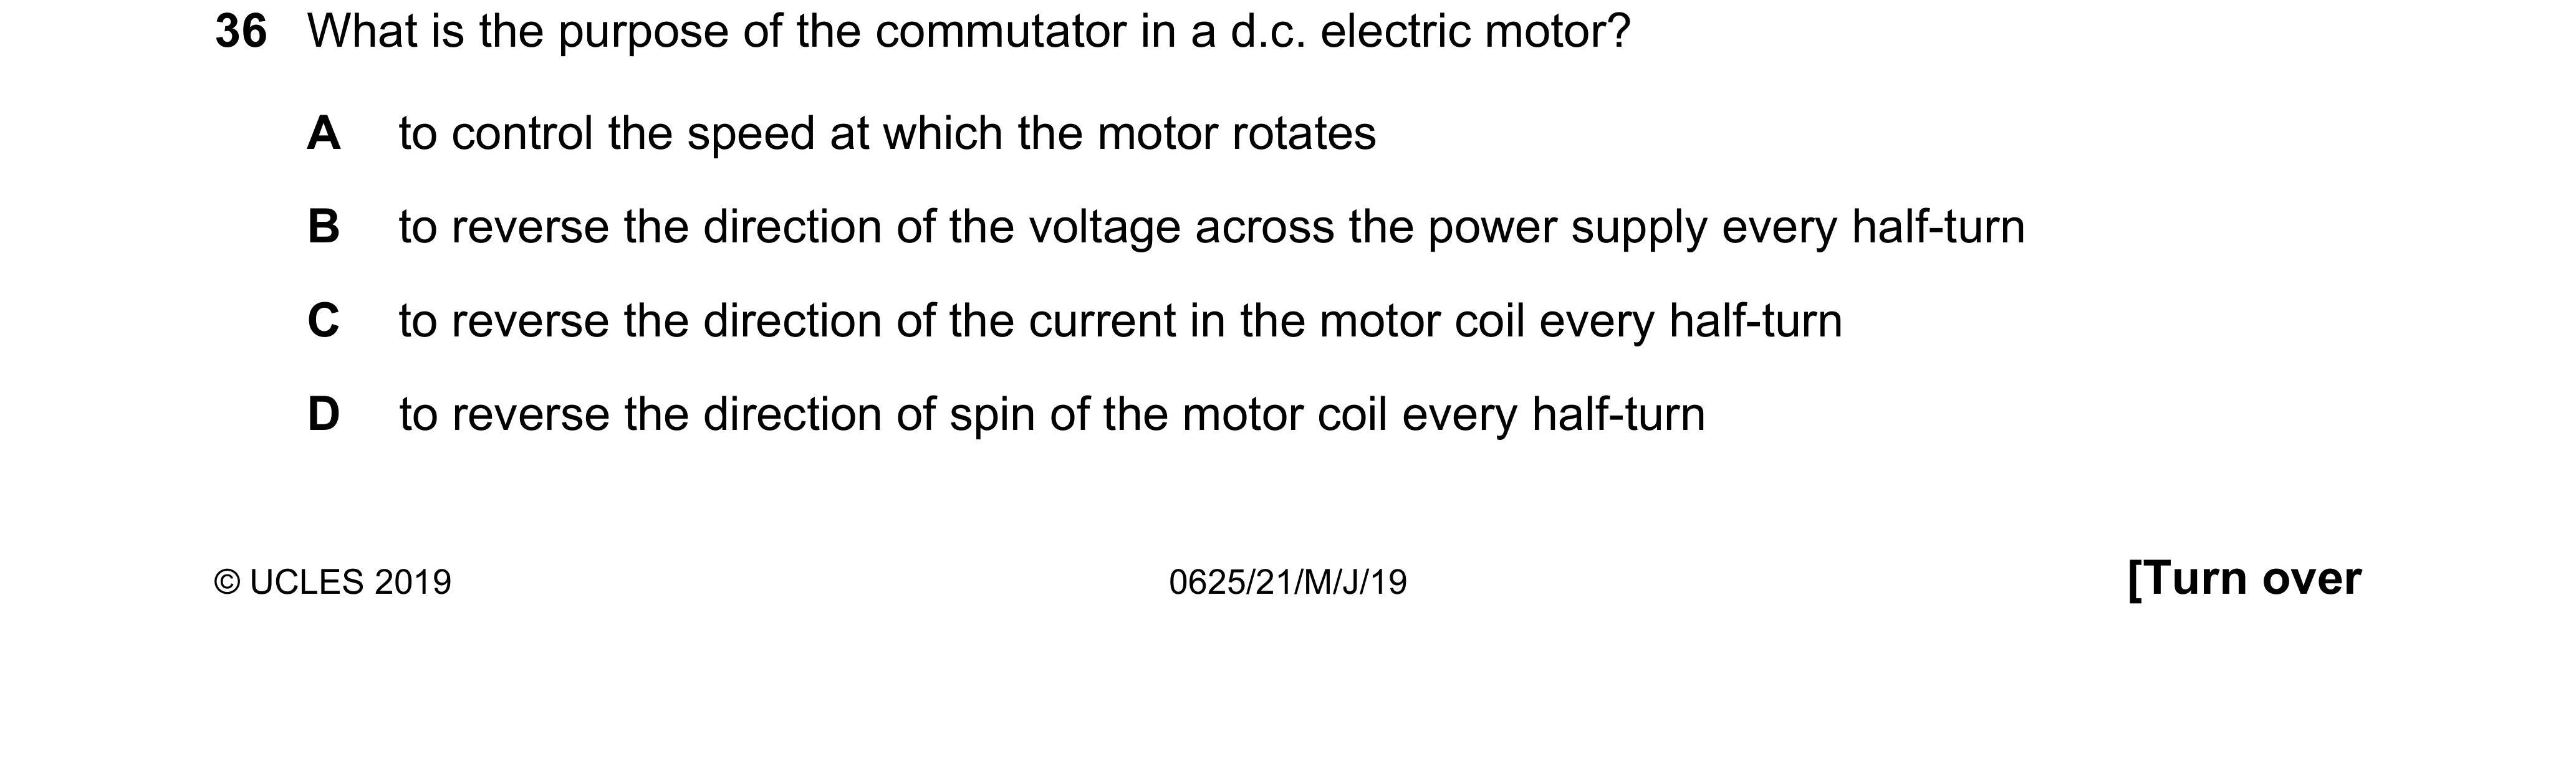 36 What is the purpose of the commutator in a d.c. electric motor?
A to control the speed at which the motor rotates
B to reverse the direction of the voltage across the power supply every half-turn
C to reverse the direction of the current in the motor coil every half-turn
D to reverse the direction of spin of the motor coil every half-turn
© UCLES 2019 0625/21/M/J/19 [Turn over